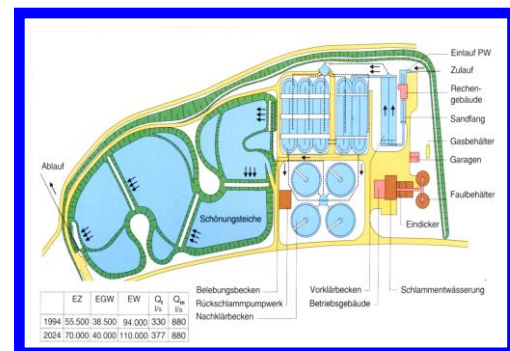 Einlauf PW
Zulauf
Rechen-
gebäude
Sandfang
Gasbehälter
Garagen
Faulbehälter
Eindicker
Ablauf
Schönungsteiche
Belebungsbecken
Rückschlammpumpwerk
Nachklärbecken
Vorklärbecken
Betriebsgebäude
Schlammentwässerung
EZ EGW EW Qt l/s Qm l/s
1994 55.500 38.500 94.000 330 880
2024 70.000 40.000 110.000 377 880